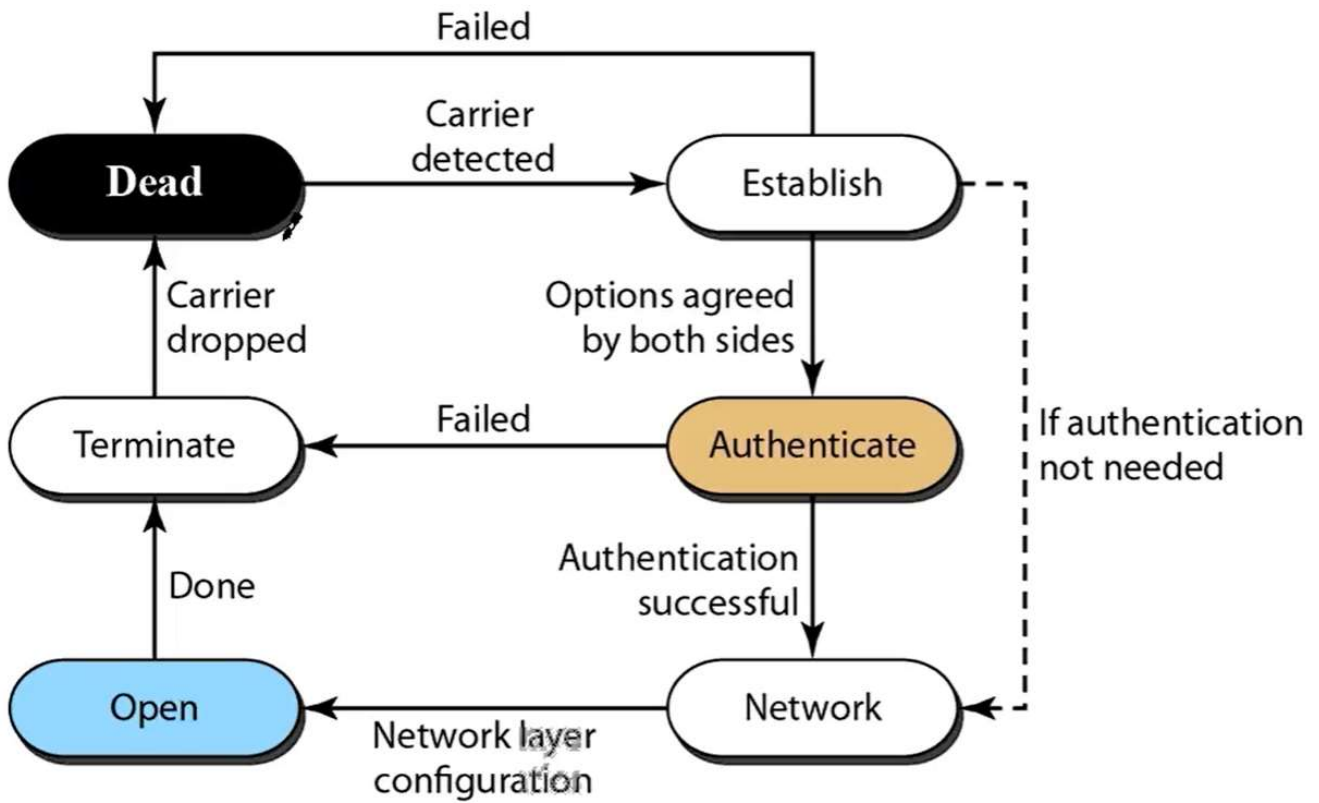 Failed
Carrier
detected
Dead
Establish
Carrier
dropped
Options agreed
by both sides
If authentication
not needed
Terminate
Failed
Authenticate
Done
Authentication
successful
Open
Network
Network layer
configuration